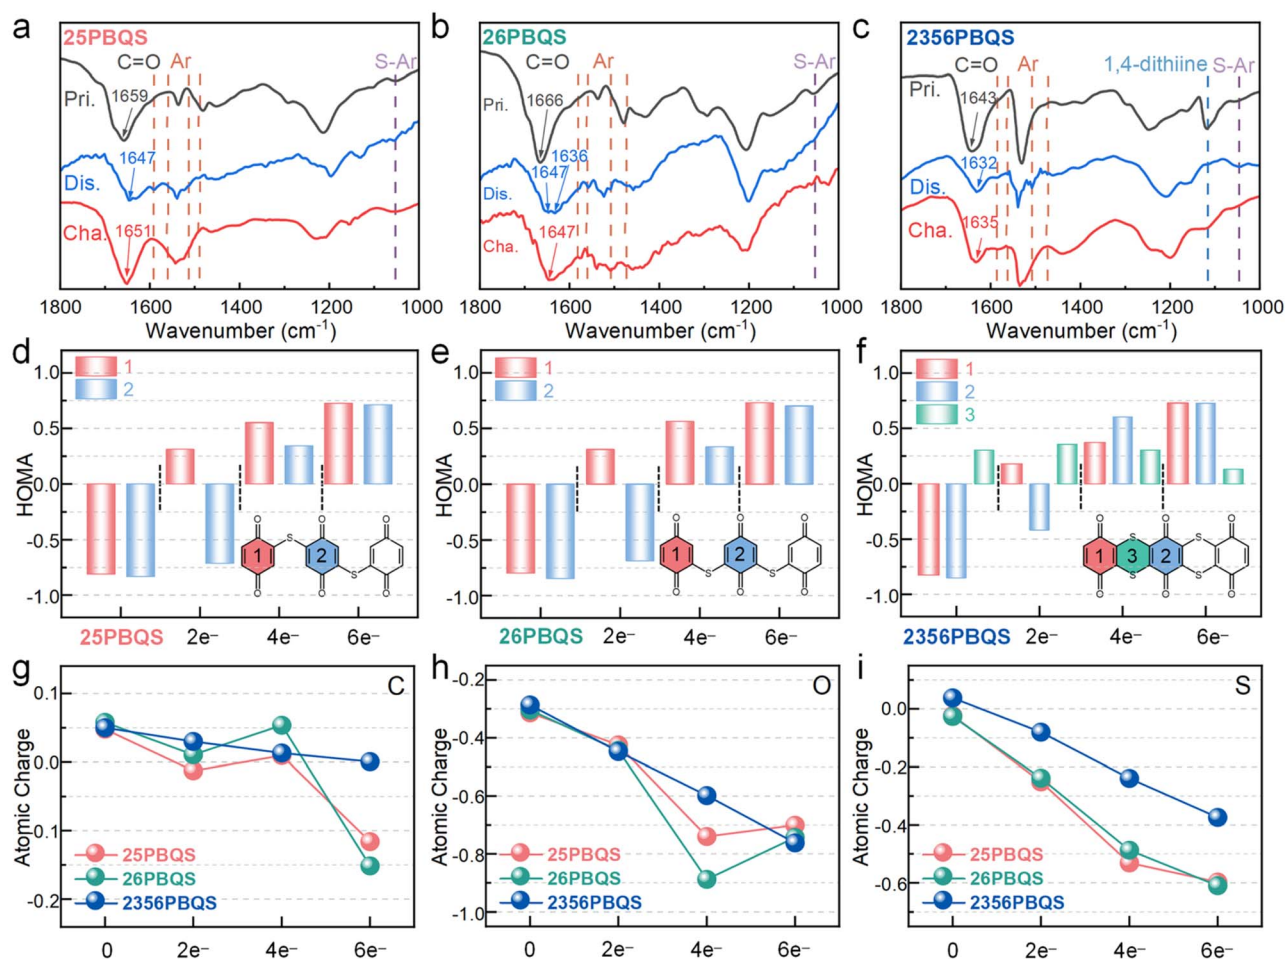 a
25PBQS
C=O
Ar
S-Ar
Pri.
1659
1647
Dis.
Cha.
1651
1800
1600
1400
1200
1000
Wavenumber (cm⁻¹)
b
26PBQS
C=O
Ar
S-Ar
Pri.
1666
1636
1647
Dis.
Cha.
1647
1800
1600
1400
1200
1000
Wavenumber (cm⁻¹)
c
2356PBQS
C=O
Ar
1,4-dithiine
S-Ar
Pri.
1643
1632
Dis.
Cha.
1635
1800
1600
1400
1200
1000
Wavenumber (cm⁻¹)
d
1
2
1.0
0.5
0.0
-0.5
-1.0
HOMA
O
O
O
S
1
2
S
O
O
O
25PBQS
2e⁻
4e⁻
6e⁻
e
1
2
1.0
0.5
0.0
-0.5
-1.0
HOMA
O
O
O
1
2
S
S
O
O
O
26PBQS
2e⁻
4e⁻
6e⁻
f
1
2
3
1.0
0.5
0.0
-0.5
-1.0
HOMA
O
O
O
S
S
1
3
2
S
S
O
O
O
2356PBQS
2e⁻
4e⁻
6e⁻
g
C
0.1
0.0
-0.1
-0.2
Atomic Charge
25PBQS
26PBQS
2356PBQS
0
2e⁻
4e⁻
6e⁻
h
O
-0.2
-0.4
-0.6
-0.8
-1.0
Atomic Charge
25PBQS
26PBQS
2356PBQS
0
2e⁻
4e⁻
6e⁻
i
S
0.0
-0.2
-0.4
-0.6
Atomic Charge
25PBQS
26PBQS
2356PBQS
0
2e⁻
4e⁻
6e⁻